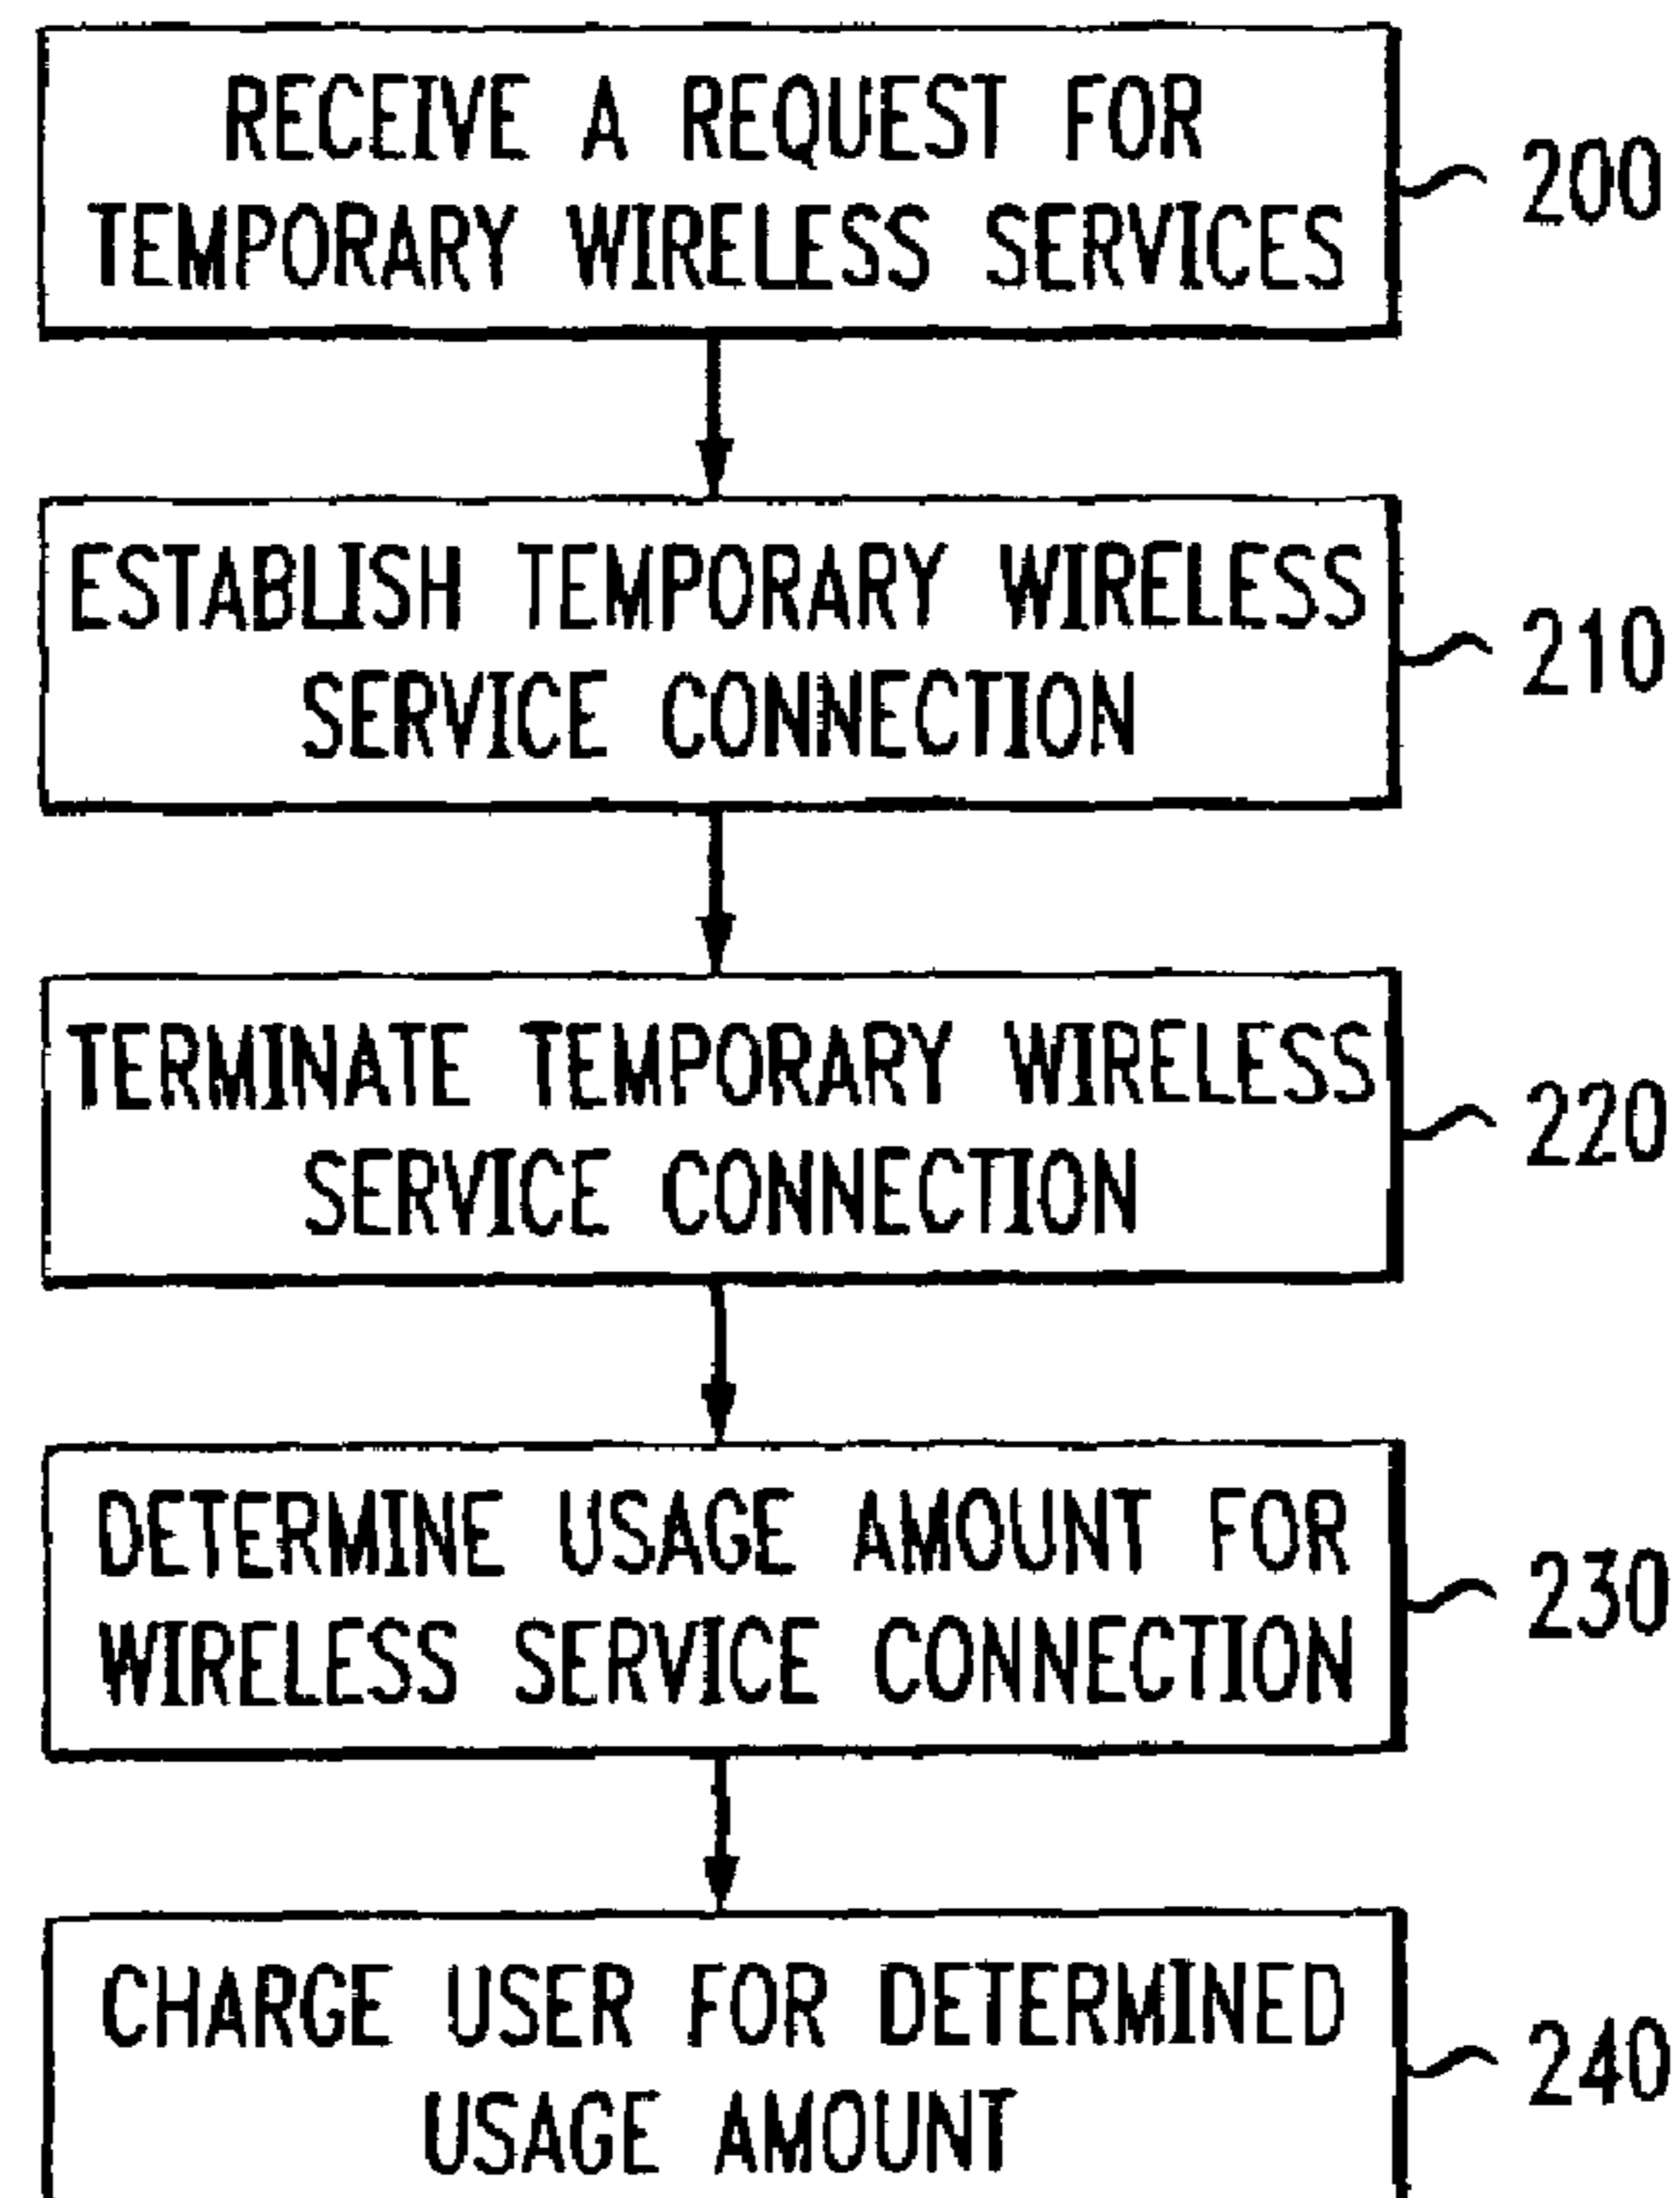 RECEIVE A REQUEST FOR
TEMPORARY WIRELESS SERVICES
200
ESTABLISH TEMPORARY WIRELESS
SERVICE CONNECTION
210
TERMINATE TEMPORARY WIRELESS
SERVICE CONNECTION
220
DETERMINE USAGE AMOUNT FOR
WIRELESS SERVICE CONNECTION
230
CHARGE USER FOR DETERMINED
USAGE AMOUNT
240